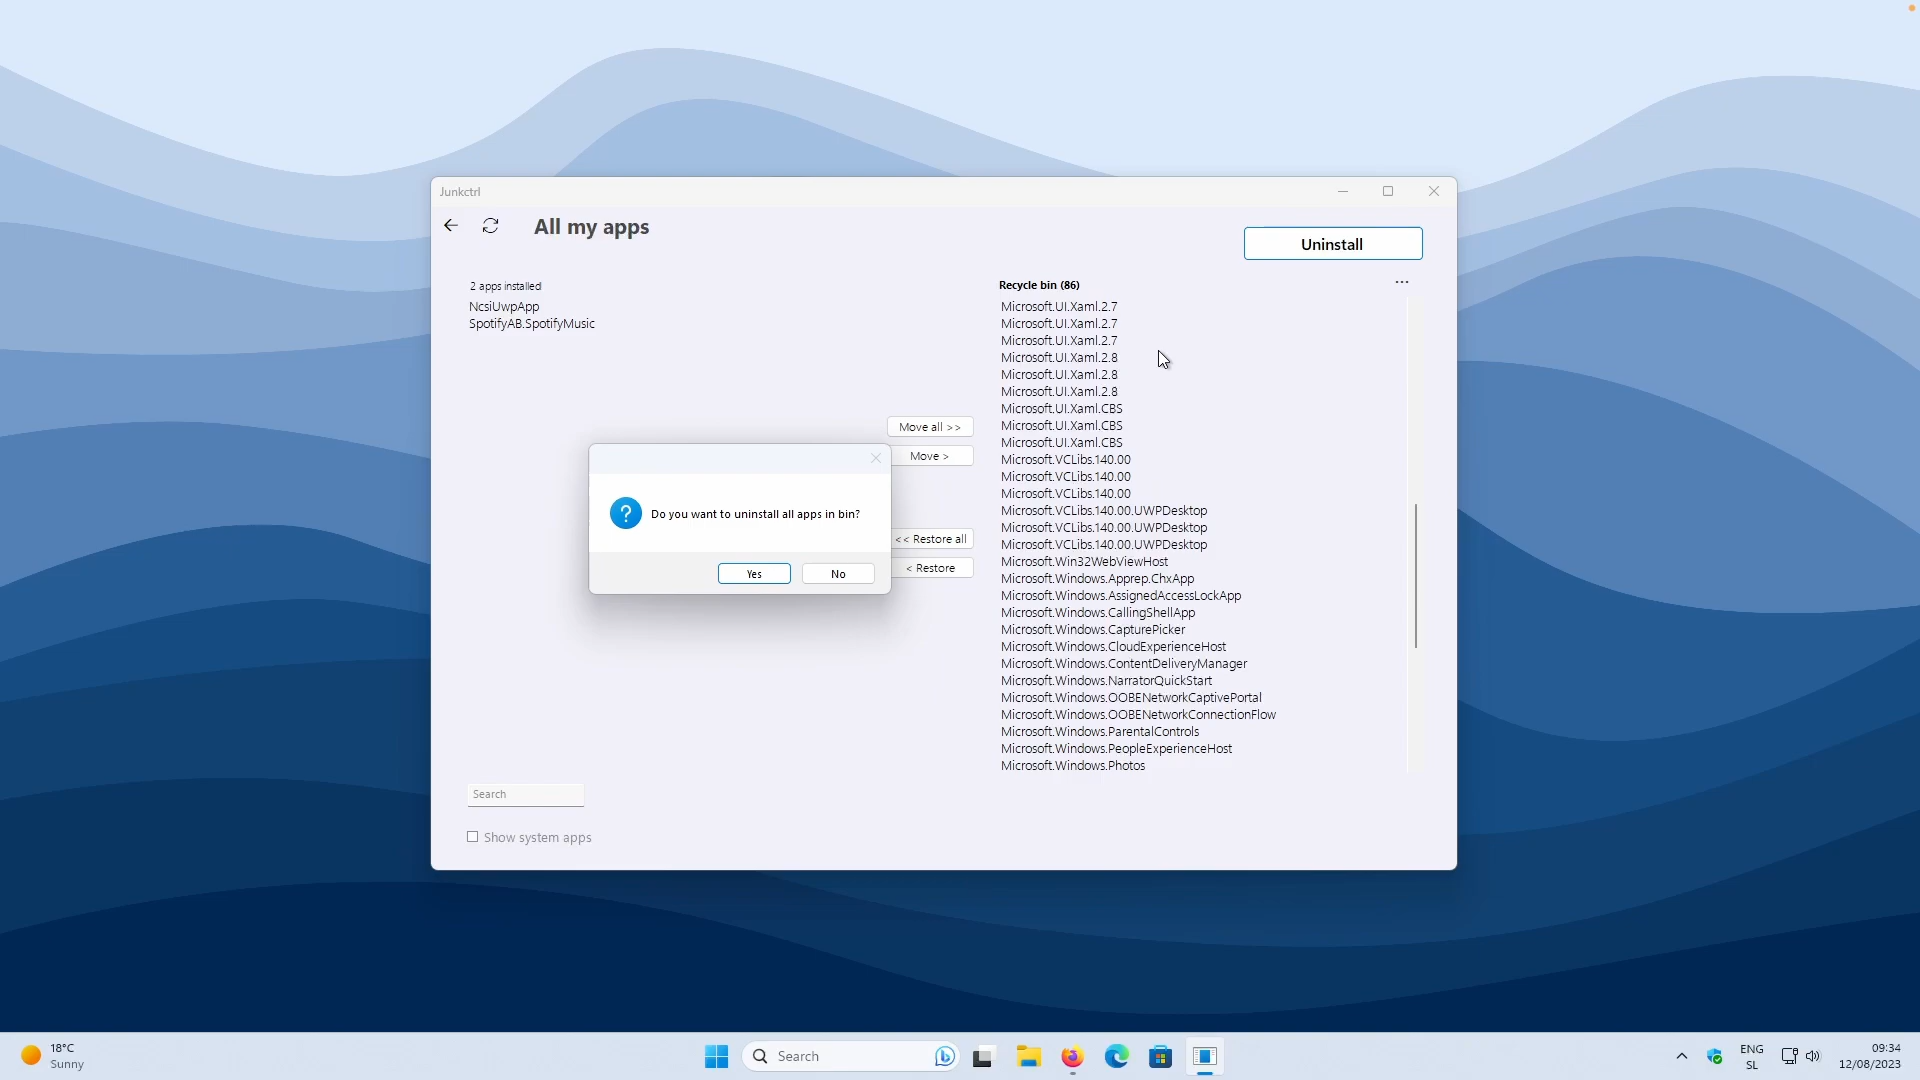 Junkctrl
All my apps
Uninstall
2 apps installed
NcsiUwpApp
SpotifyAB.SpotifyMusic
Move all >>
Move >
<< Restore all
< Restore
Do you want to uninstall all apps in bin?
Yes
No
Recycle bin (86)
Microsoft.UI.Xaml.2.7
Microsoft.UI.Xaml.2.7
Microsoft.UI.Xaml.2.7
Microsoft.UI.Xaml.2.8
Microsoft.UI.Xaml.2.8
Microsoft.UI.Xaml.2.8
Microsoft.UI.Xaml.CBS
Microsoft.UI.Xaml.CBS
Microsoft.UI.Xaml.CBS
Microsoft.VCLibs.140.00
Microsoft.VCLibs.140.00
Microsoft.VCLibs.140.00
Microsoft.VCLibs.140.00.UWPDesktop
Microsoft.VCLibs.140.00.UWPDesktop
Microsoft.VCLibs.140.00.UWPDesktop
Microsoft.Win32WebViewHost
Microsoft.Windows.Apprep.ChxApp
Microsoft.Windows.AssignedAccessLockApp
Microsoft.Windows.CallingShellApp
Microsoft.Windows.CapturePicker
Microsoft.Windows.CloudExperienceHost
Microsoft.Windows.ContentDeliveryManager
Microsoft.Windows.NarratorQuickStart
Microsoft.Windows.OOBENetworkCaptivePortal
Microsoft.Windows.OOBENetworkConnectionFlow
Microsoft.Windows.ParentalControls
Microsoft.Windows.PeopleExperienceHost
Microsoft.Windows.Photos
Search
Show system apps
18°C
Sunny
Search
ENG
SL
09:34
12/08/2023